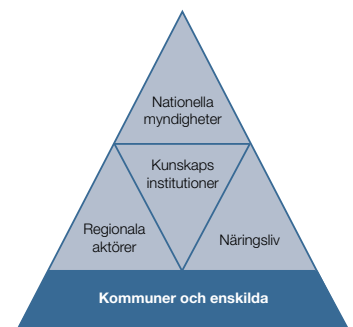 Nationella
myndigheter
Kunskaps
institutioner
Regionala
aktörer
Näringsliv
Kommuner och enskilda